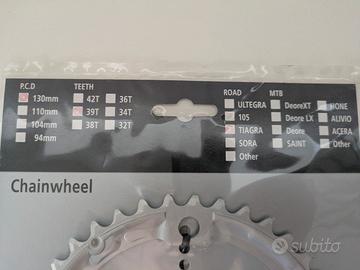 P.C.D TEETH ROAD MTB
130mm 42T 36T ULTEGRA DeoreXT HONE
110mm 39T 34T 105 Deore LX ALIVIO
104mm 38T 32T TIAGRA Deore ACERA
94mm SORA SAINT Other
Other
Chainwheel
subito